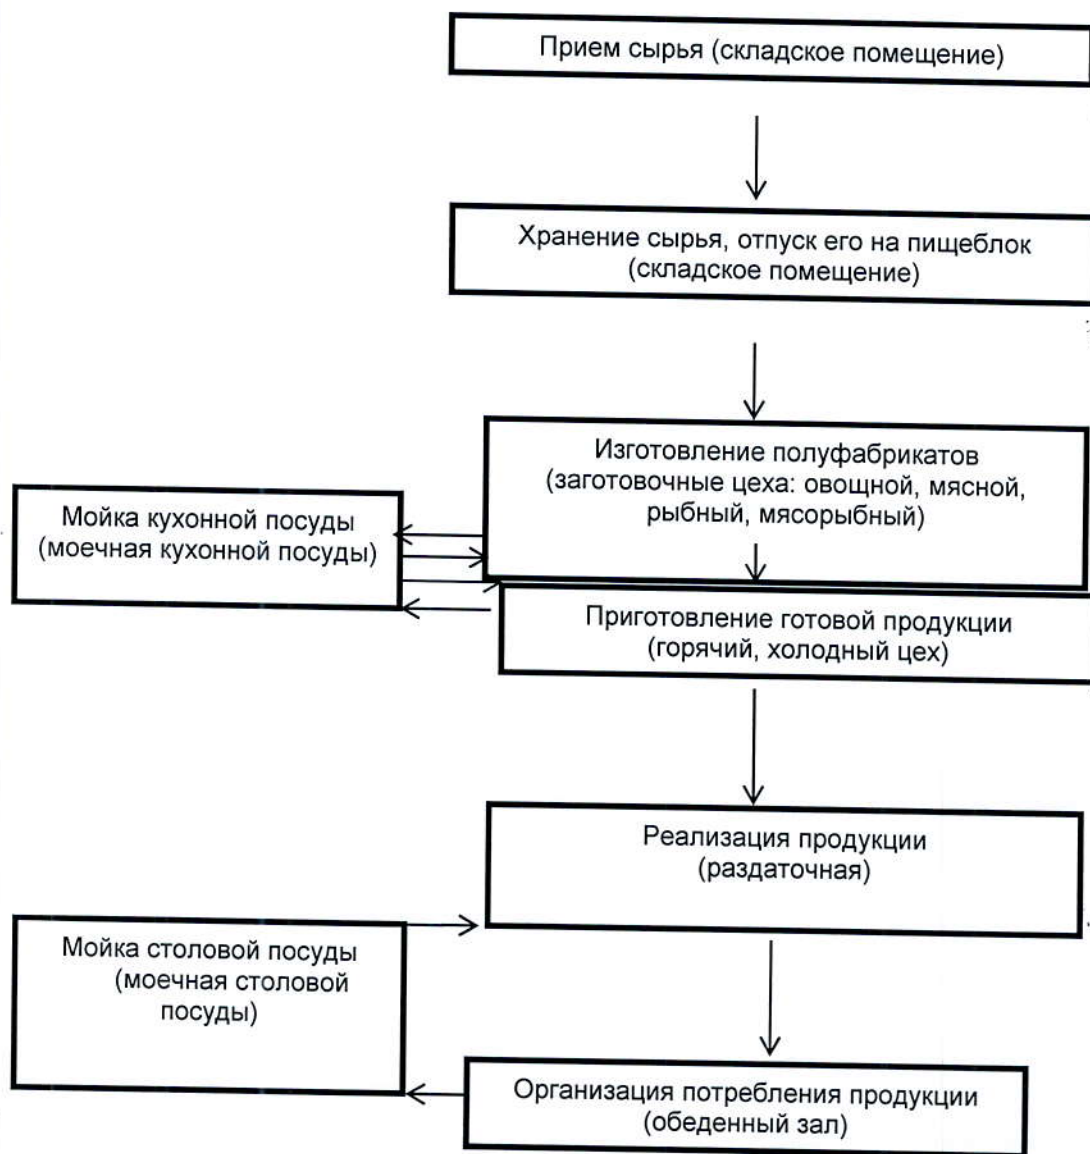 Прием сырья (складское помещение)
Хранение сырья, отпуск его на пищеблок
(складское помещение)
Изготовление полуфабрикатов
(заготовочные цеха: овощной, мясной,
рыбный, мясорыбный)
Мойка кухонной посуды
(моечная кухонной посуды)
Приготовление готовой продукции
(горячий, холодный цех)
Реализация продукции
(раздаточная)
Мойка столовой посуды
(моечная столовой
посуды)
Организация потребления продукции
(обеденный зал)